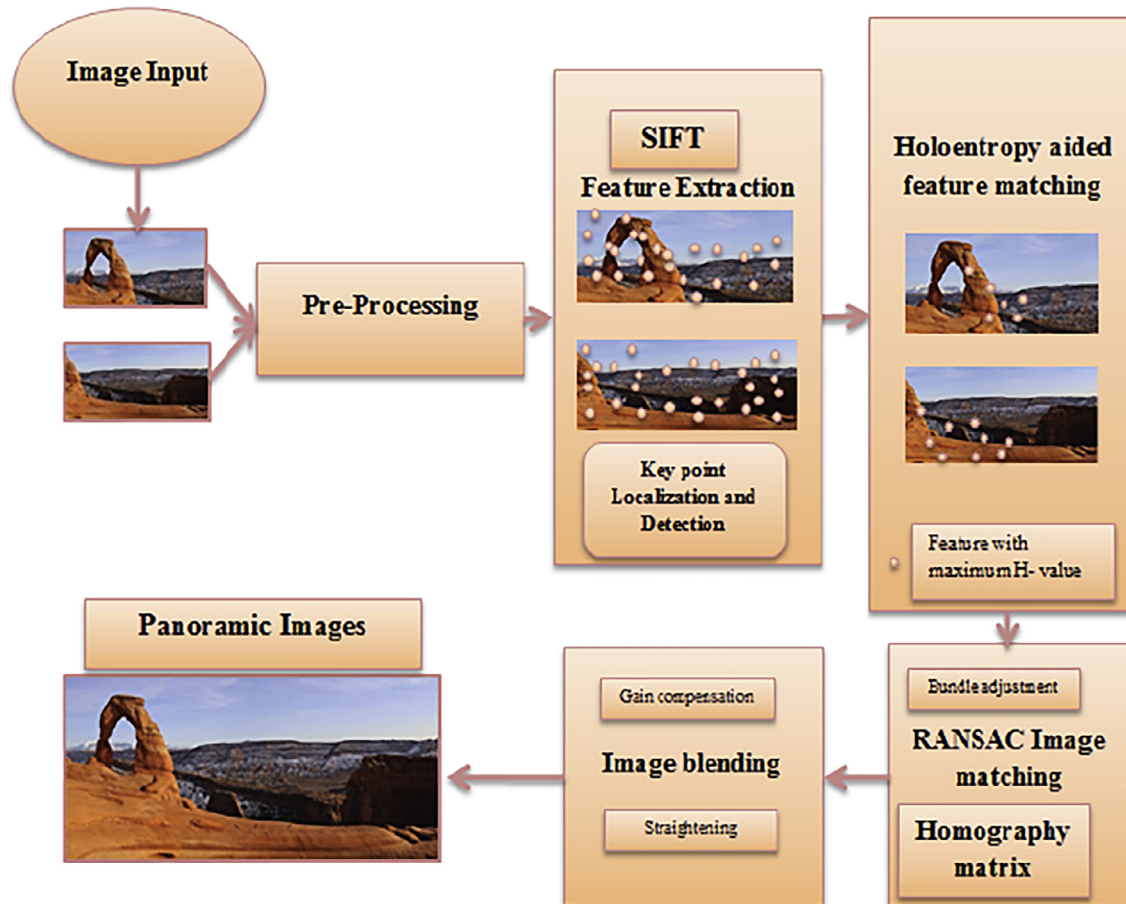 Image Input
Pre-Processing
SIFT
Feature Extraction
Key point
Localization and
Detection
Holoentropy aided
feature matching
Feature with
maximum H- value
Bundle adjustment
RANSAC Image
matching
Homography
matrix
Gain compensation
Image blending
Straightening
Panoramic Images